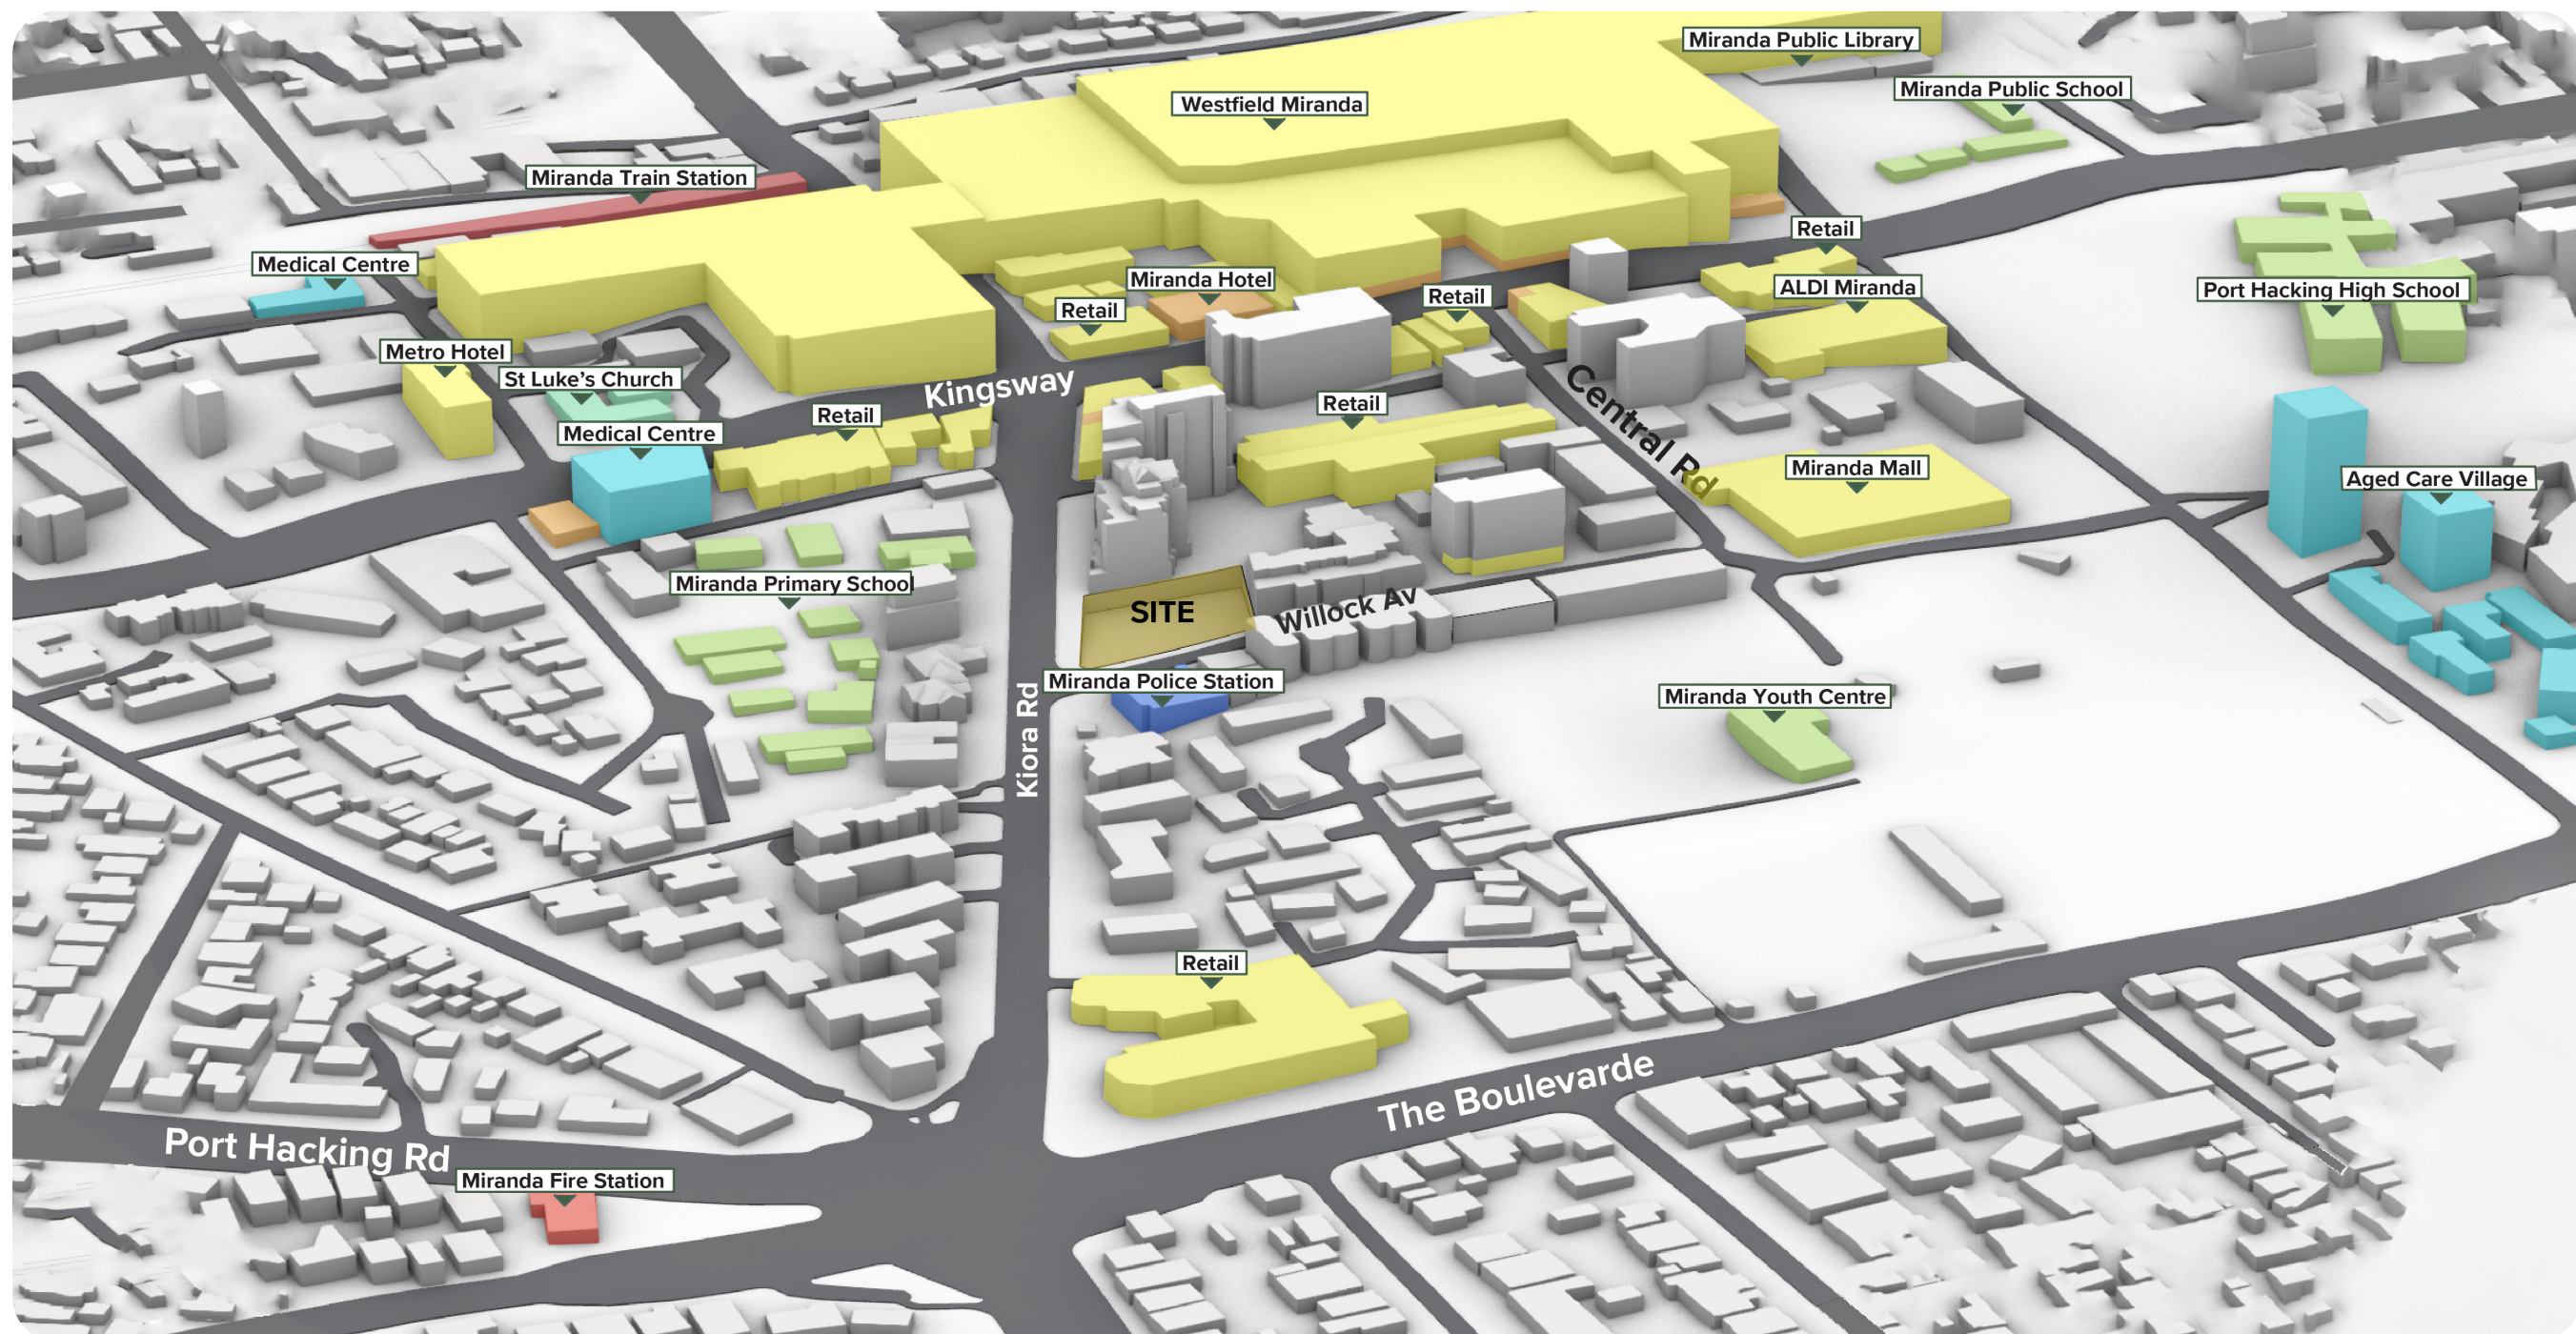 Miranda Public Library
Miranda Public School
Westfield Miranda
Miranda Train Station
Retail
Medical Centre
Miranda Hotel
ALDI Miranda
Port Hacking High School
Retail
Retail
Metro Hotel
St Luke's Church
Kingsway
Retail
Retail
Central Rd
Medical Centre
Miranda Mall
Aged Care Village
Miranda Primary School
SITE
Willock Av
Miranda Police Station
Miranda Youth Centre
Kiora Rd
Retail
The Boulevarde
Port Hacking Rd
Miranda Fire Station